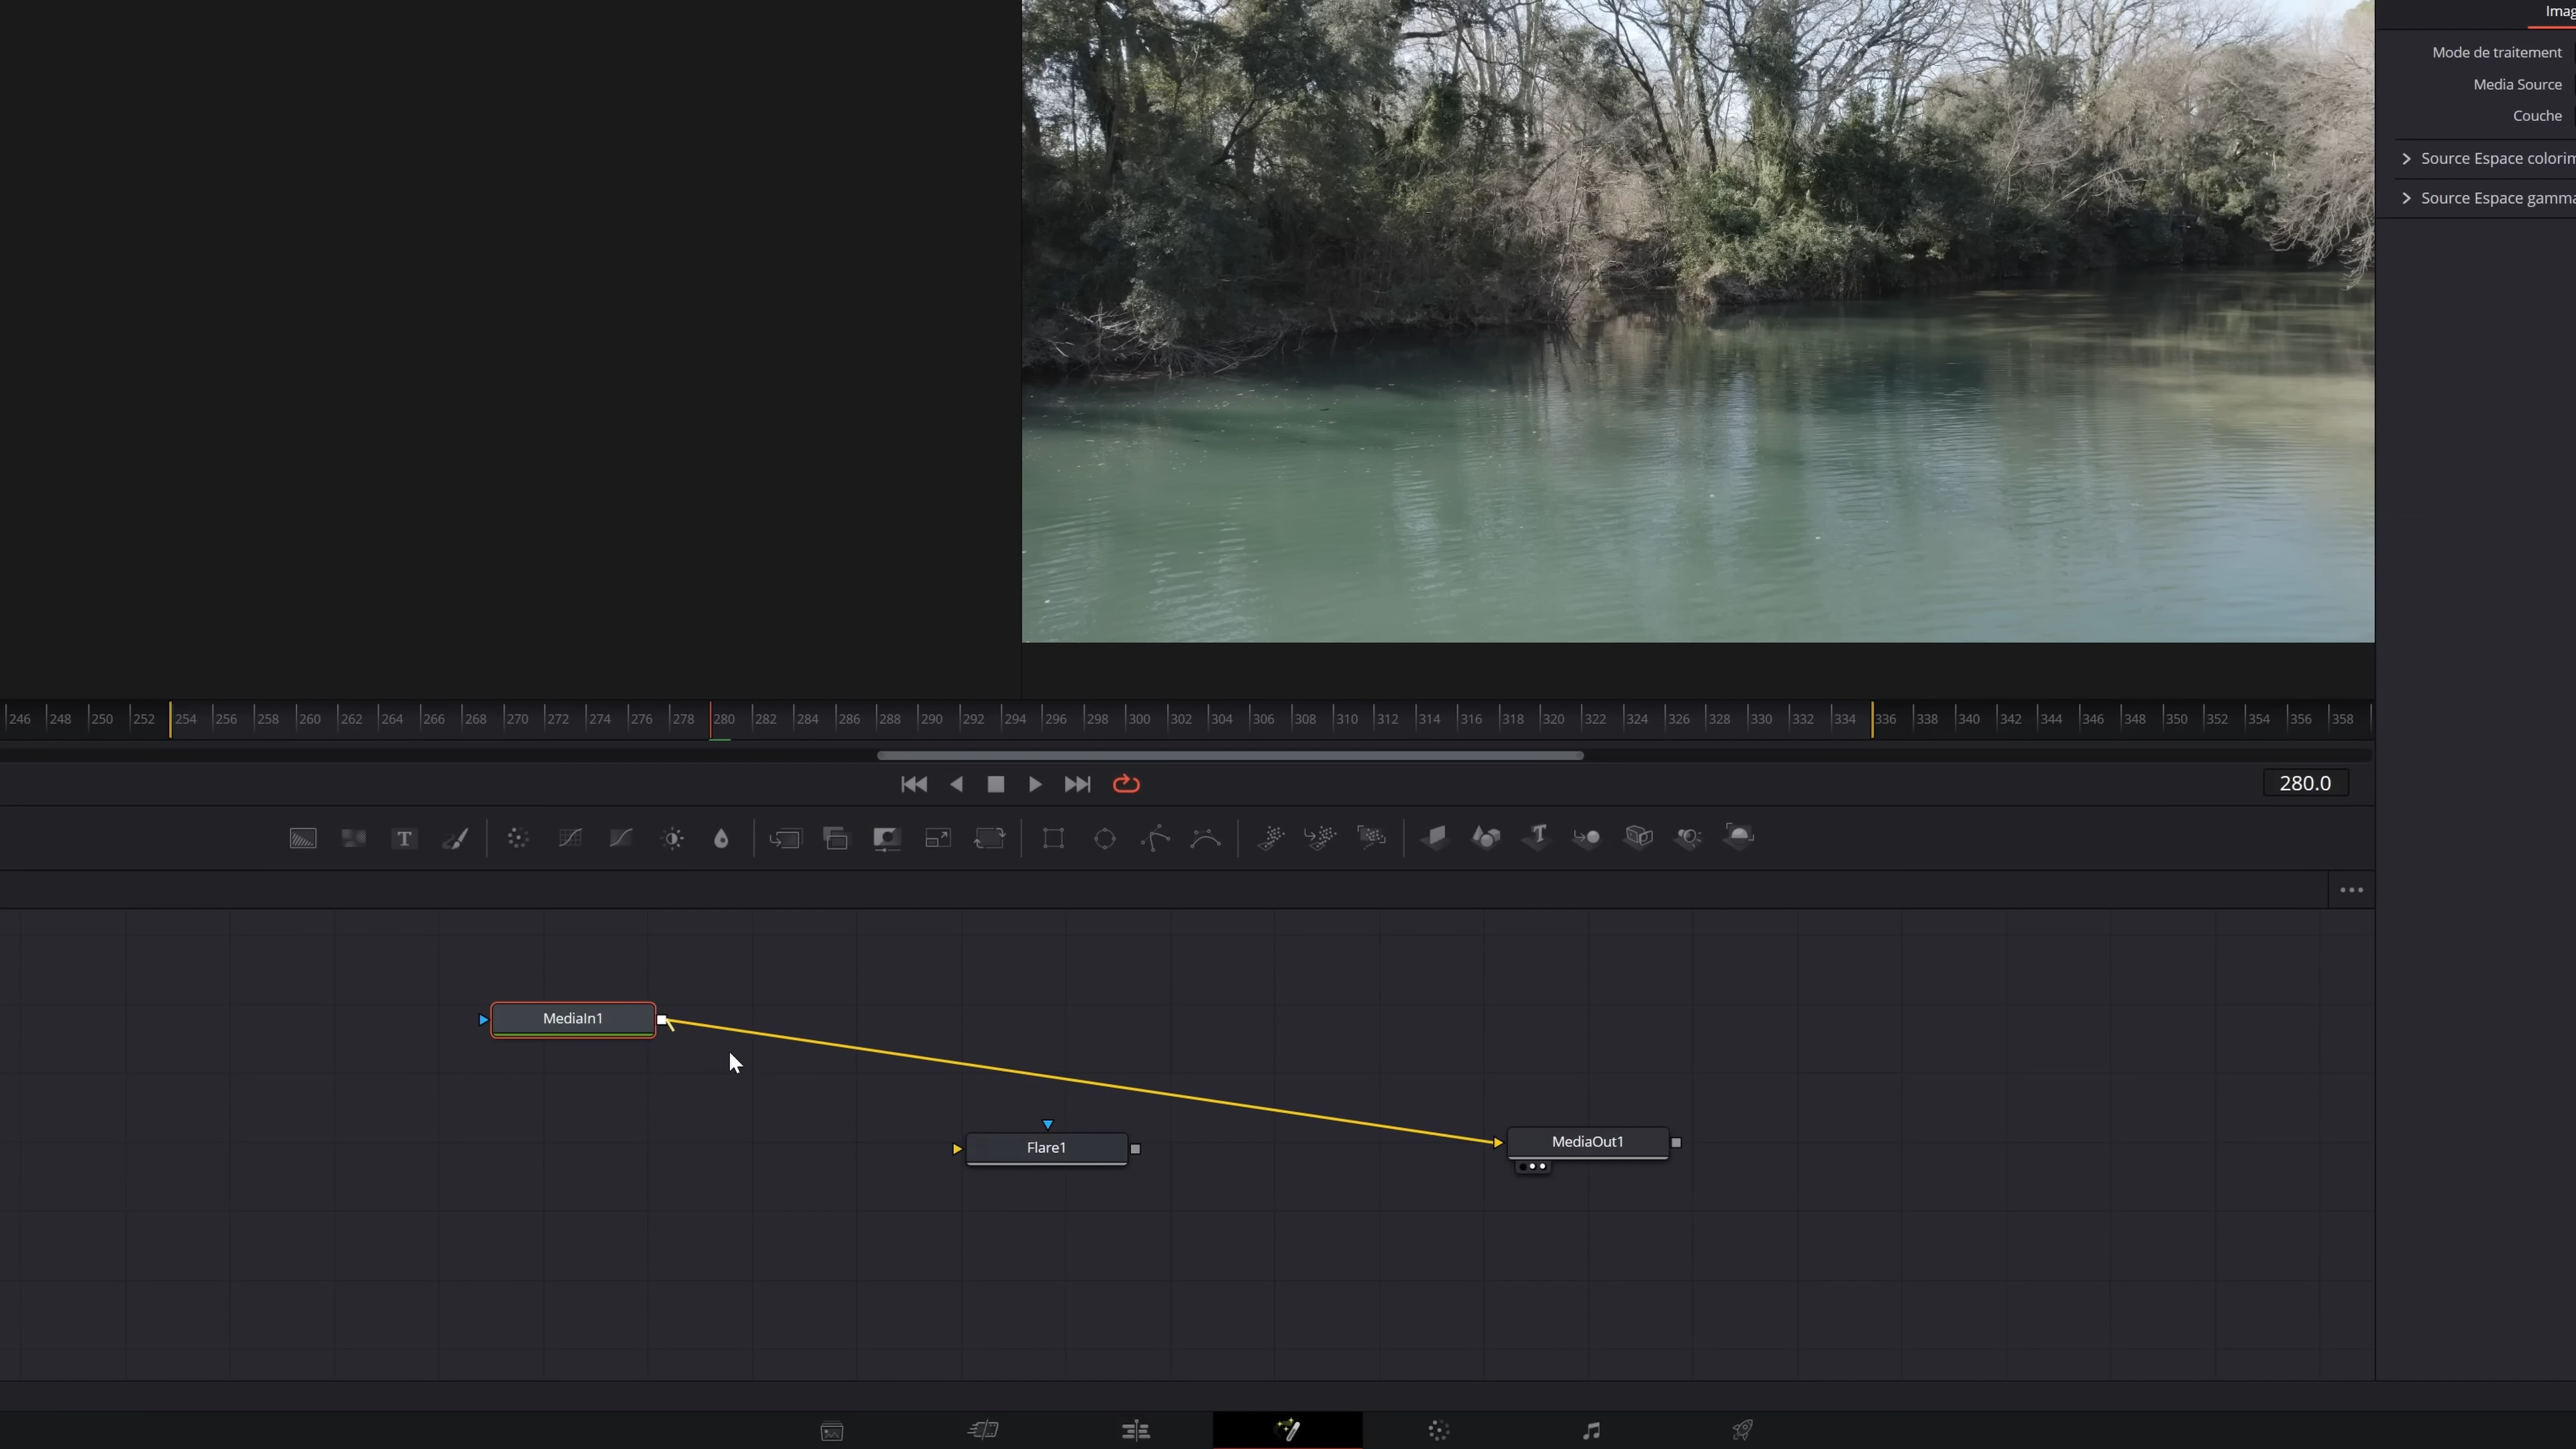 Imag
Mode de traitement
Media Source
Couche
Source Espace colorim
Source Espace gamma
246 248 250 252 254 256 258 260 262 264 266 268 270 272 274 276 278 280 282 284 286 288 290 292 294 296 298 300 302 304 306 308 310 312 314 316 318 320 322 324 326 328 330 332 334 336 338 340 342 344 346 348 350 352 354 356 358
280.0
T
T
MediaIn1
Flare1
MediaOut1